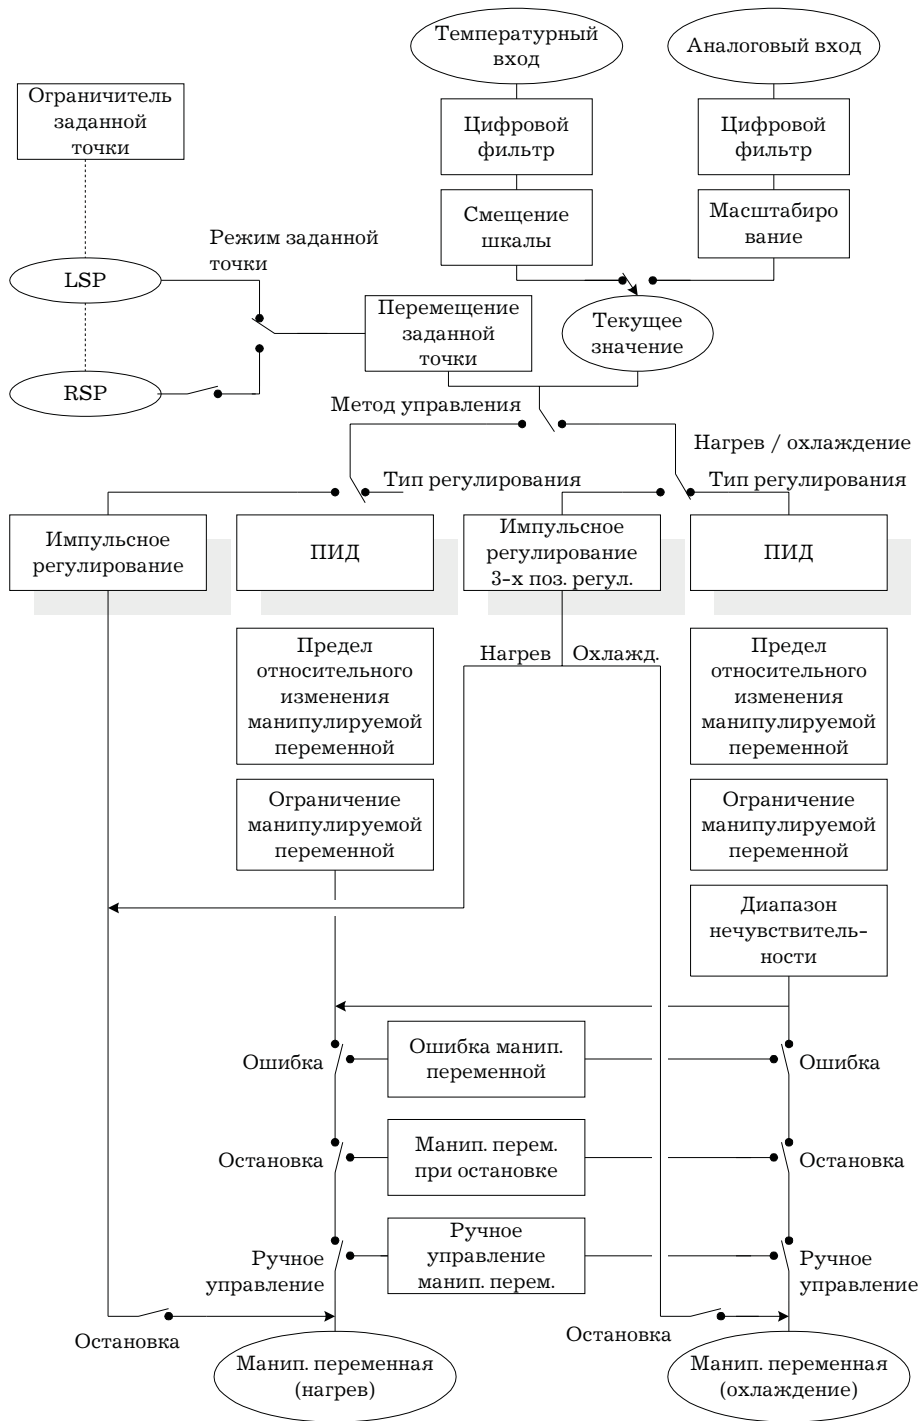 Температурный
вход
Аналоговый вход
Ограничитель
заданной
точки
Цифровой
фильтр
Цифровой
фильтр
Смещение
шкалы
Масштабиро
вание
Режим заданной
точки
LSP
Перемещение
заданной
точки
Текущее
значение
RSP
Метод управления
Нагрев / охлаждение
Тип регулирования
Тип регулирования
Импульсное
регулирование
ПИД
Импульсное
регулирование
3-х поз. регул.
ПИД
Нагрев
Охлажд.
Предел
относительного
изменения
манипулируемой
переменной
Предел
относительного
изменения
манипулируемой
переменной
Ограничение
манипулируемой
переменной
Ограничение
манипулируемой
переменной
Диапазон
нечувствитель-
ности
Ошибка
Ошибка манип.
переменной
Ошибка
Остановка
Манип. перем.
при остановке
Остановка
Ручное
управление
Ручное
управление
манип. перем.
Ручное
управление
Остановка
Остановка
Манип. переменная
(нагрев)
Манип. переменная
(охлаждение)